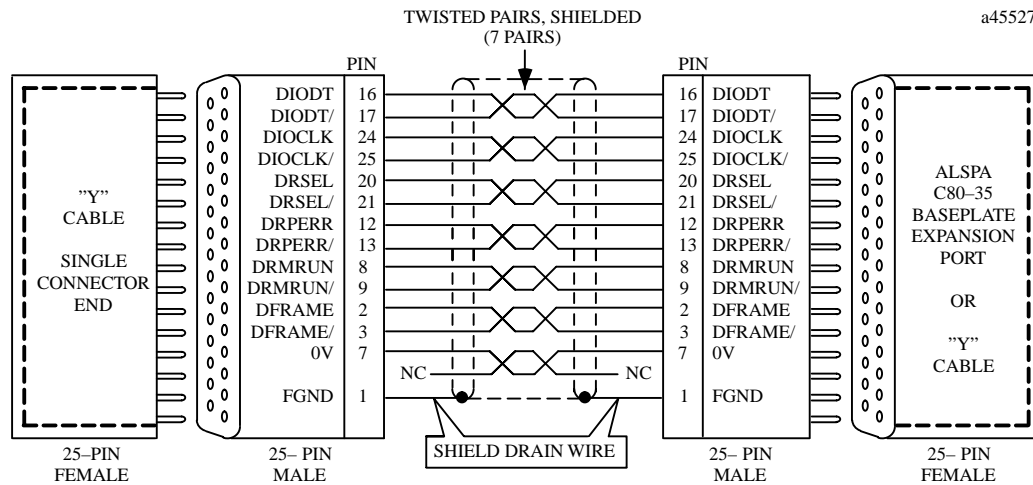 TWISTED PAIRS, SHIELDED
(7 PAIRS)
a45527
PIN
PIN
DIODT 16
DIODT/ 17
DIOCLK 24
DIOCLK/ 25
DRSEL 20
DRSEL/ 21
DRPERR 12
DRPERR/ 13
DRMRUN 8
DRMRUN/ 9
DFRAME 2
DFRAME/ 3
0V 7
NC
FGND 1
16 DIODT
17 DIODT/
24 DIOCLK
25 DIOCLK/
20 DRSEL
21 DRSEL/
12 DRPERR
13 DRPERR/
8 DRMRUN
9 DRMRUN/
2 DFRAME
3 DFRAME/
7 0V
NC
1 FGND
"Y"
CABLE
SINGLE
CONNECTOR
END
ALSPA
C80–35
BASEPLATE
EXPANSION
PORT
OR
"Y"
CABLE
SHIELD DRAIN WIRE
25–PIN
FEMALE
25– PIN
MALE
25– PIN
MALE
25– PIN
FEMALE